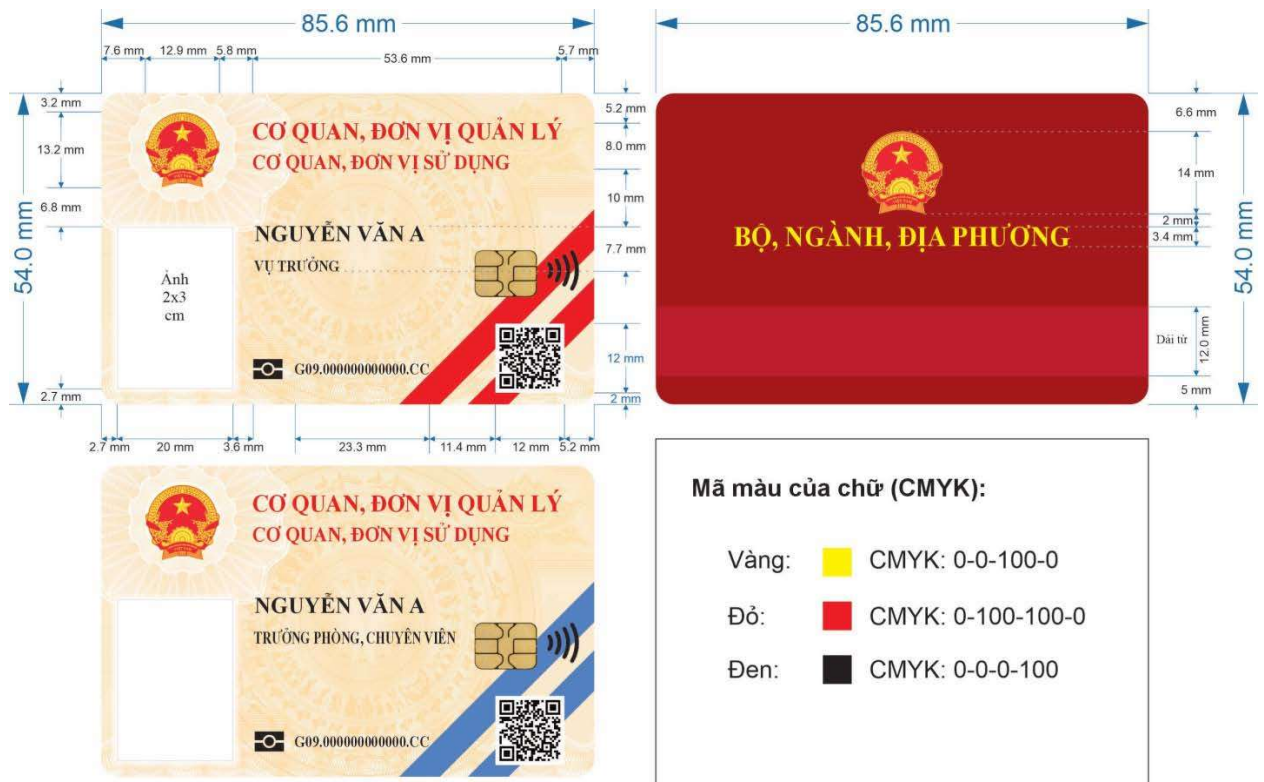 85.6 mm
7.6 mm
12.9 mm
5.8 mm
53.6 mm
5.7 mm
54.0 mm
3.2 mm
13.2 mm
6.8 mm
2.7 mm
CƠ QUAN, ĐƠN VỊ QUẢN LÝ
CƠ QUAN, ĐƠN VỊ SỬ DỤNG
NGUYỄN VĂN A
VỤ TRƯỞNG
Ảnh
2x3
cm
G09.000000000000.CC
5.2 mm
8.0 mm
10 mm
7.7 mm
12 mm
2 mm
2.7 mm
20 mm
3.6 mm
23.3 mm
11.4 mm
12 mm
5.2 mm
85.6 mm
BỘ, NGÀNH, ĐỊA PHƯƠNG
6.6 mm
14 mm
2 mm
3.4 mm
Dải từ
12.0 mm
5 mm
54.0 mm
CƠ QUAN, ĐƠN VỊ QUẢN LÝ
CƠ QUAN, ĐƠN VỊ SỬ DỤNG
NGUYỄN VĂN A
TRƯỞNG PHÒNG, CHUYÊN VIÊN
G09.000000000000.CC
Mã màu của chữ (CMYK):
Vàng: CMYK: 0-0-100-0
Đỏ: CMYK: 0-100-100-0
Đen: CMYK: 0-0-0-100